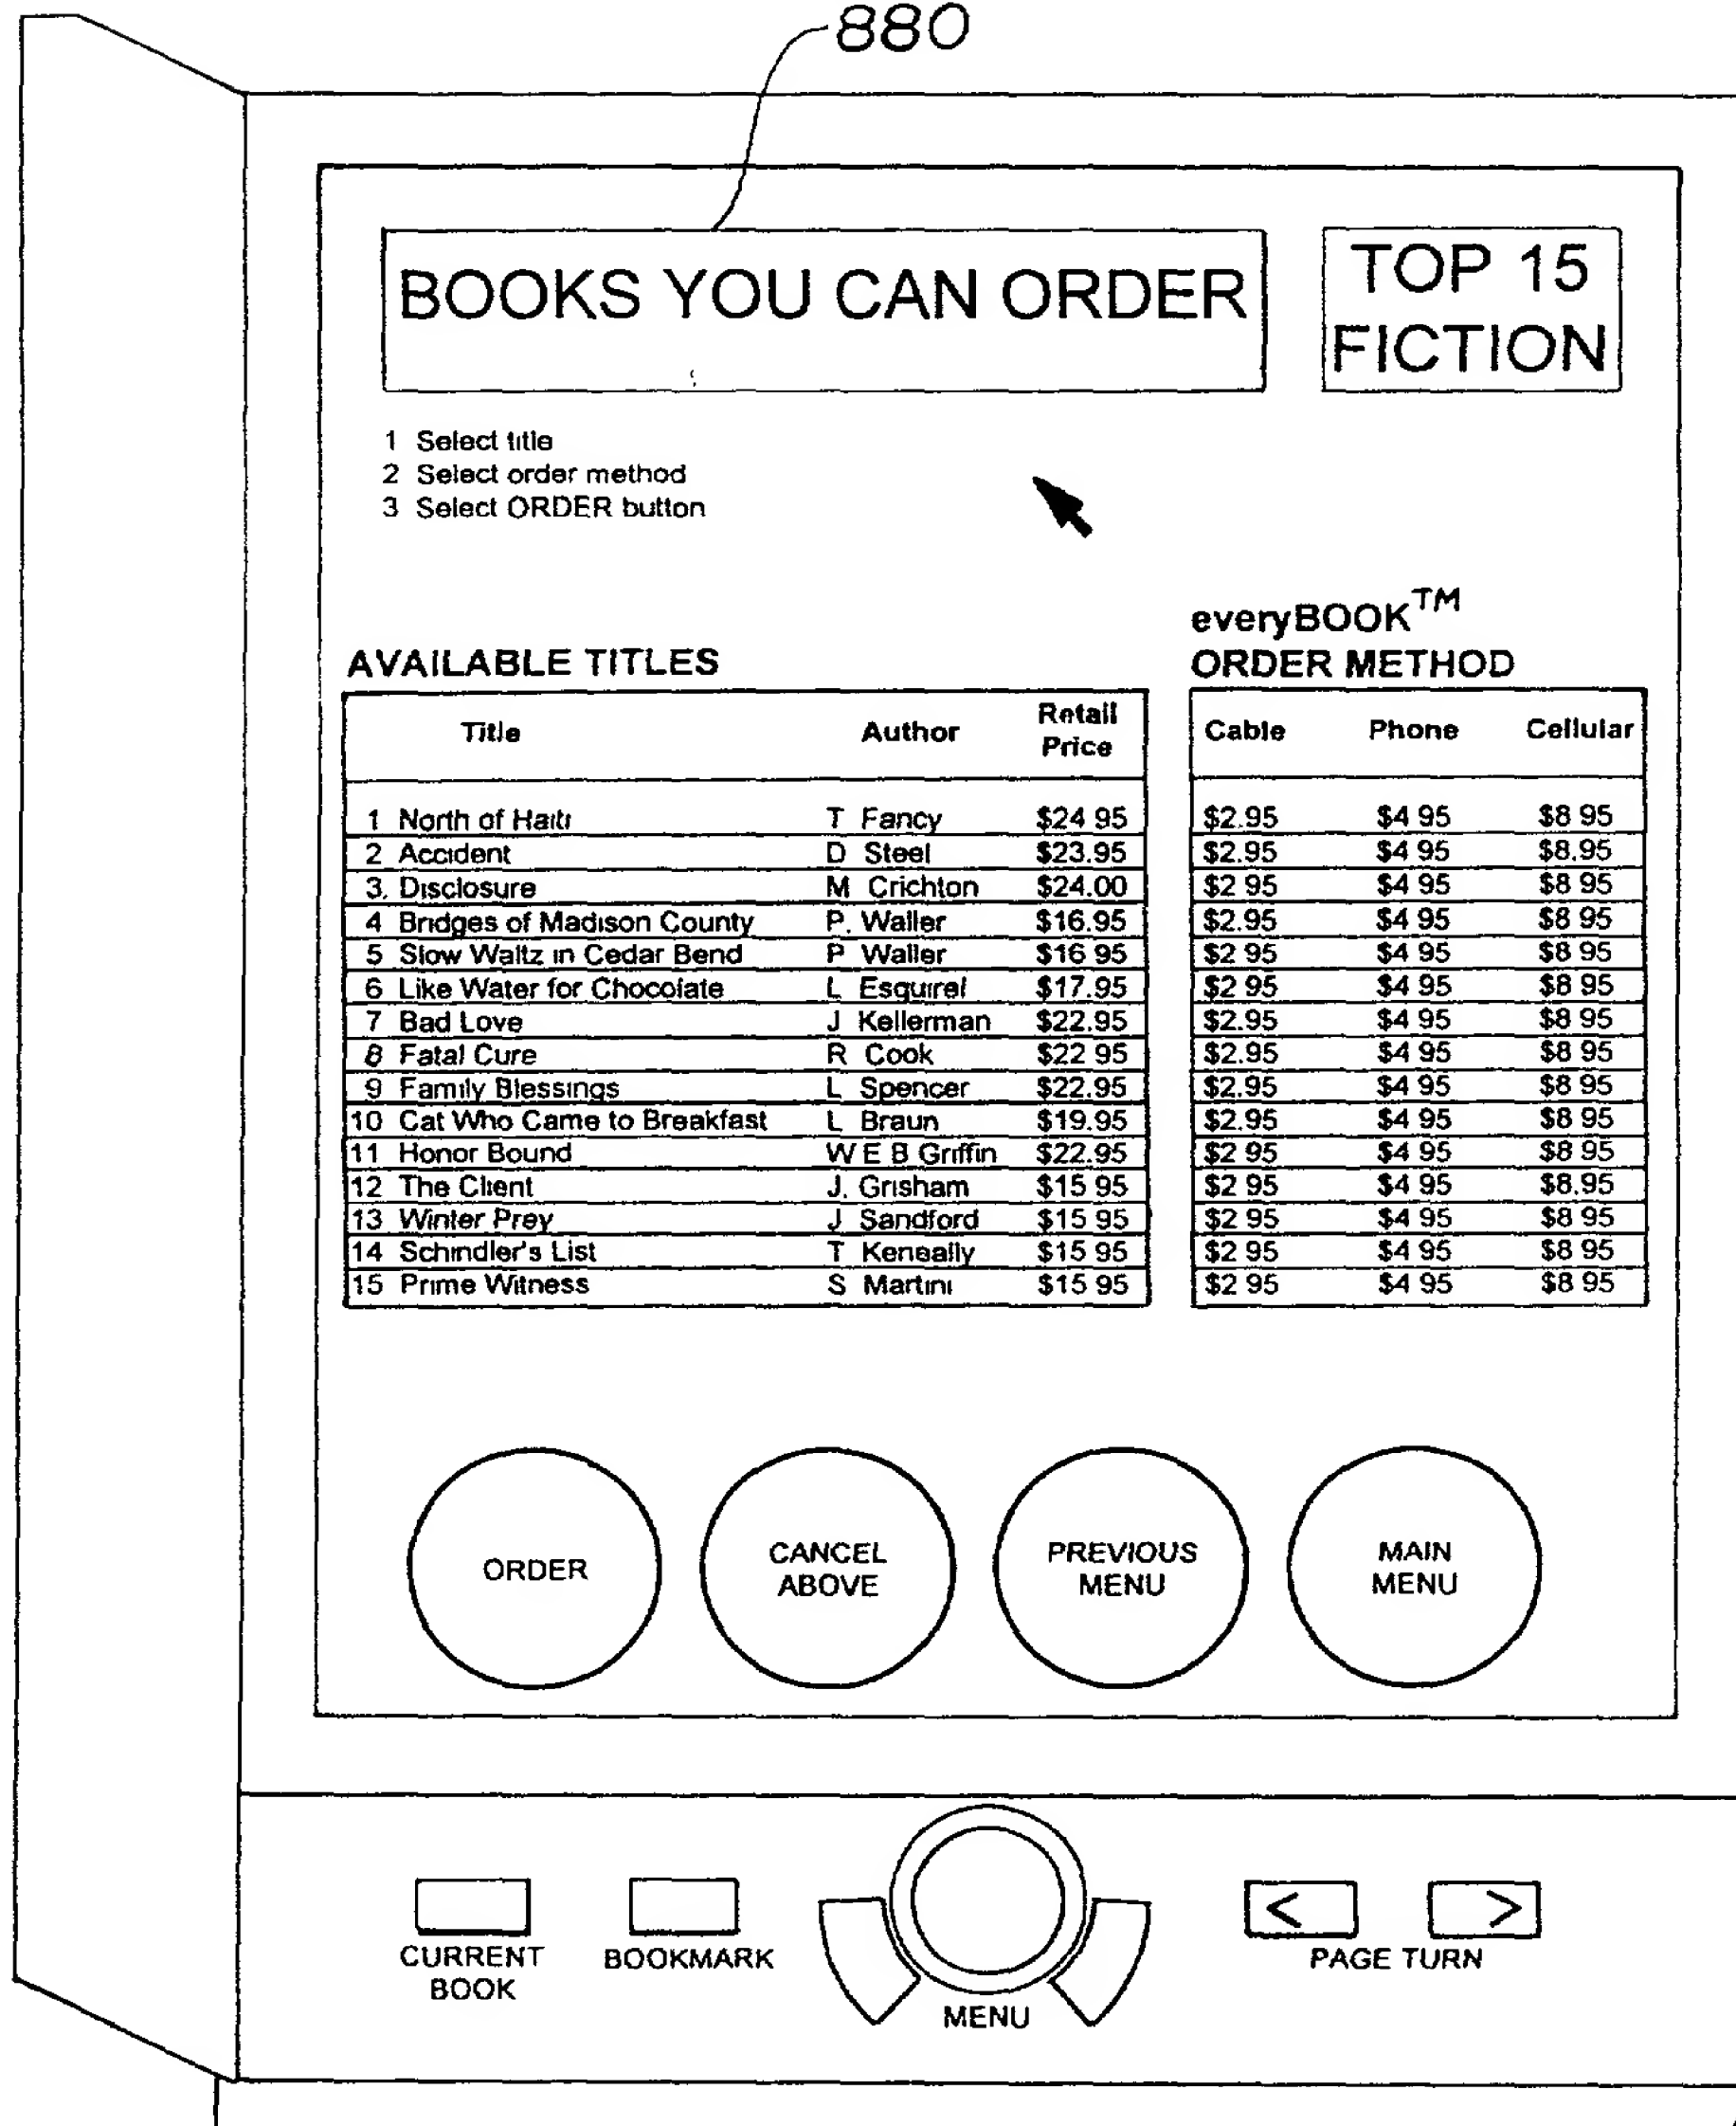 880
BOOKS YOU CAN ORDER
TOP 15
FICTION
1 Select title
2 Select order method
3 Select ORDER button
everyBOOK™
AVAILABLE TITLES
ORDER METHOD
Title Author Retail Price Cable Phone Cellular
1 North of Haiti T Fancy $24 95 $2.95 $4 95 $8 95
2 Accident D Steel $23.95 $2.95 $4 95 $8.95
3. Disclosure M Crichton $24.00 $2 95 $4 95 $8 95
4 Bridges of Madison County P. Waller $16.95 $2.95 $4 95 $8 95
5 Slow Waltz in Cedar Bend P Waller $16 95 $2 95 $4 95 $8 95
6 Like Water for Chocolate L Esquirel $17.95 $2 95 $4 95 $8 95
7 Bad Love J Kellerman $22.95 $2.95 $4 95 $8 95
8 Fatal Cure R Cook $22 95 $2.95 $4 95 $8 95
9 Family Blessings L Spencer $22.95 $2.95 $4 95 $8 95
10 Cat Who Came to Breakfast L Braun $19.95 $2.95 $4 95 $8 95
11 Honor Bound W E B Griffin $22.95 $2 95 $4 95 $8 95
12 The Client J. Grisham $15 95 $2 95 $4 95 $8.95
13 Winter Prey J Sandford $15 95 $2 95 $4 95 $8 95
14 Schindler's List T Keneally $15 95 $2 95 $4 95 $8 95
15 Prime Witness S Martini $15 95 $2 95 $4 95 $8 95
ORDER
CANCEL
ABOVE
PREVIOUS
MENU
MAIN
MENU
CURRENT
BOOK
BOOKMARK
MENU
< >
PAGE TURN